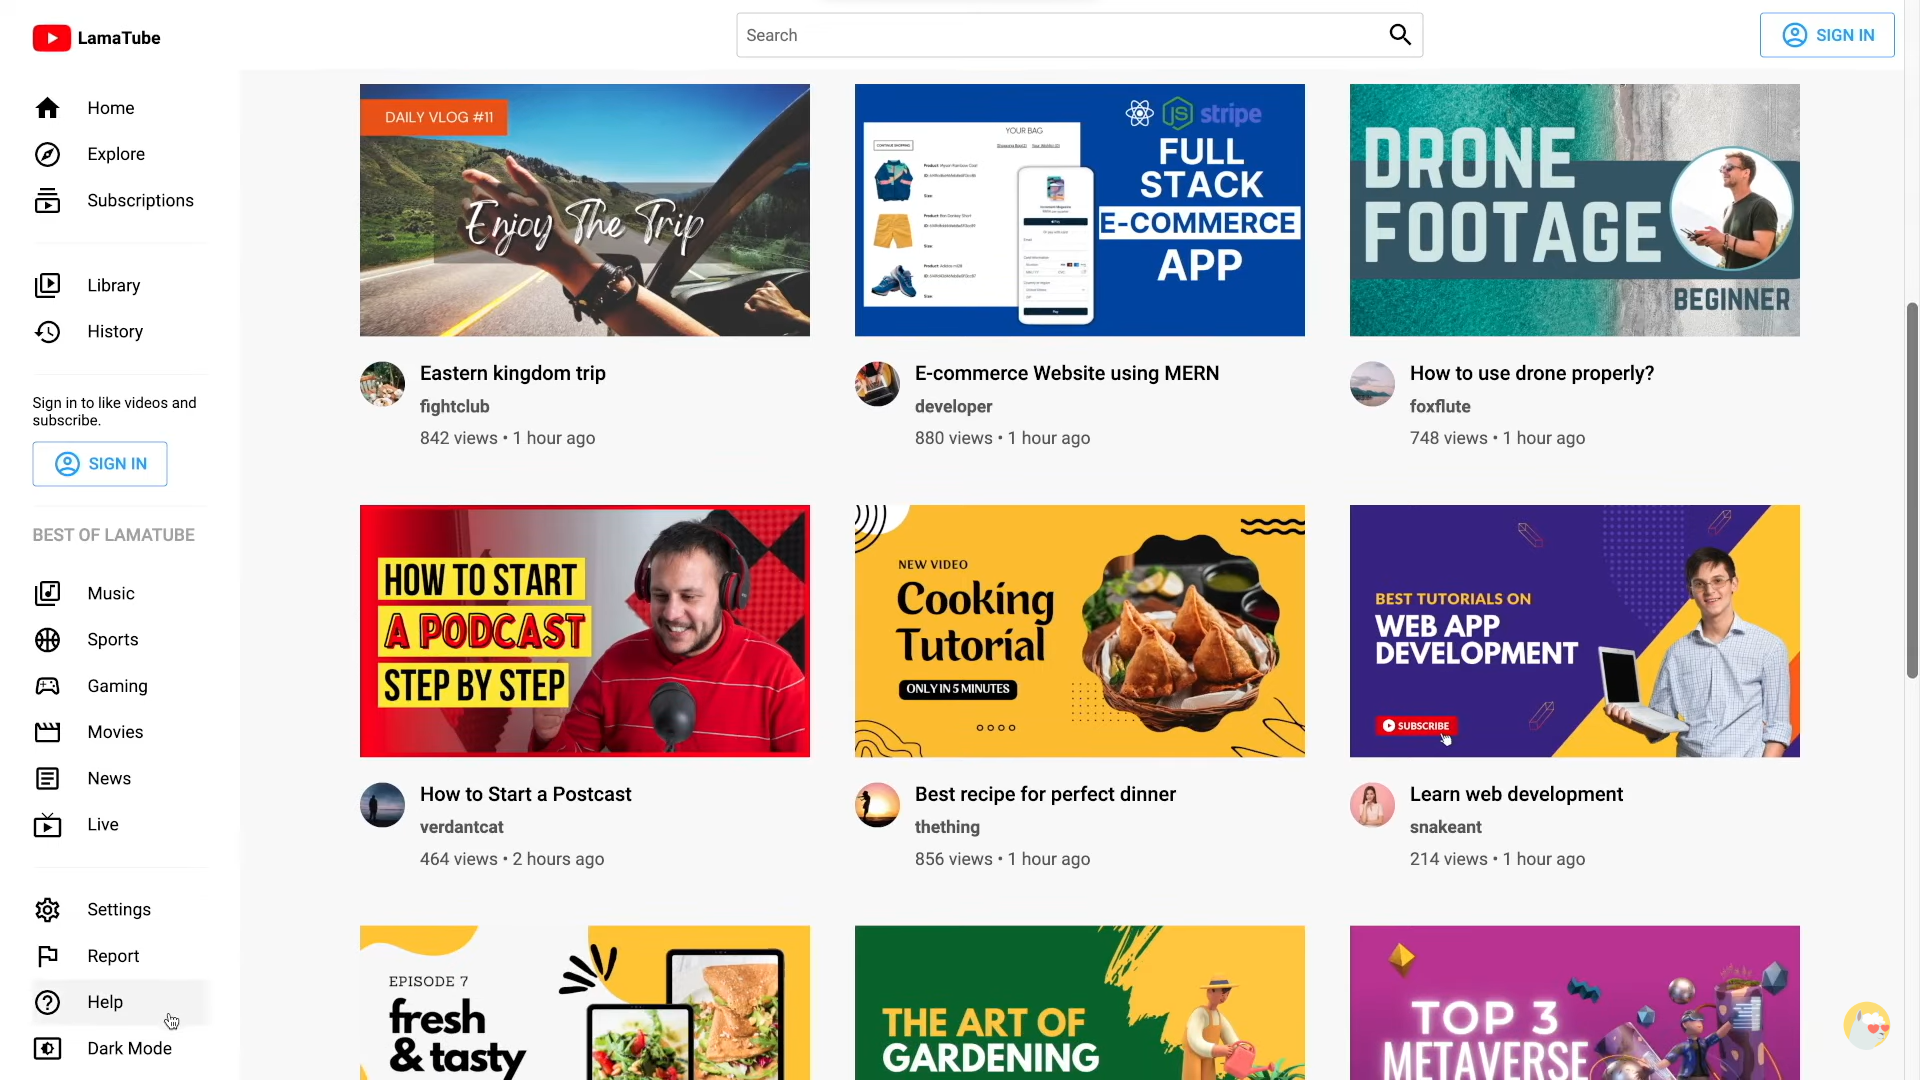 LamaTube
Search
SIGN IN
Home
Explore
Subscriptions
Library
History
Sign in to like videos and
subscribe.
SIGN IN
BEST OF LAMATUBE
Music
Sports
Gaming
Movies
News
Live
Settings
Report
Help
Dark Mode
DAILY VLOG #11
Enjoy The Trip
Eastern kingdom trip
fightclub
842 views • 1 hour ago
YOUR BAG
CONTINUE SHOPPING
JS stripe
FULL
STACK
E-COMMERCE
APP
E-commerce Website using MERN
developer
880 views • 1 hour ago
DRONE
FOOTAGE
BEGINNER
How to use drone properly?
foxflute
748 views • 1 hour ago
HOW TO START
A PODCAST
STEP BY STEP
How to Start a Postcast
verdantcat
464 views • 2 hours ago
NEW VIDEO
Cooking
Tutorial
ONLY IN 5 MINUTES
Best recipe for perfect dinner
thething
856 views • 1 hour ago
BEST TUTORIALS ON
WEB APP
DEVELOPMENT
SUBSCRIBE
Learn web development
snakeant
214 views • 1 hour ago
EPISODE 7
fresh
& tasty
THE ART OF
GARDENING
TOP 3
METAVERSE